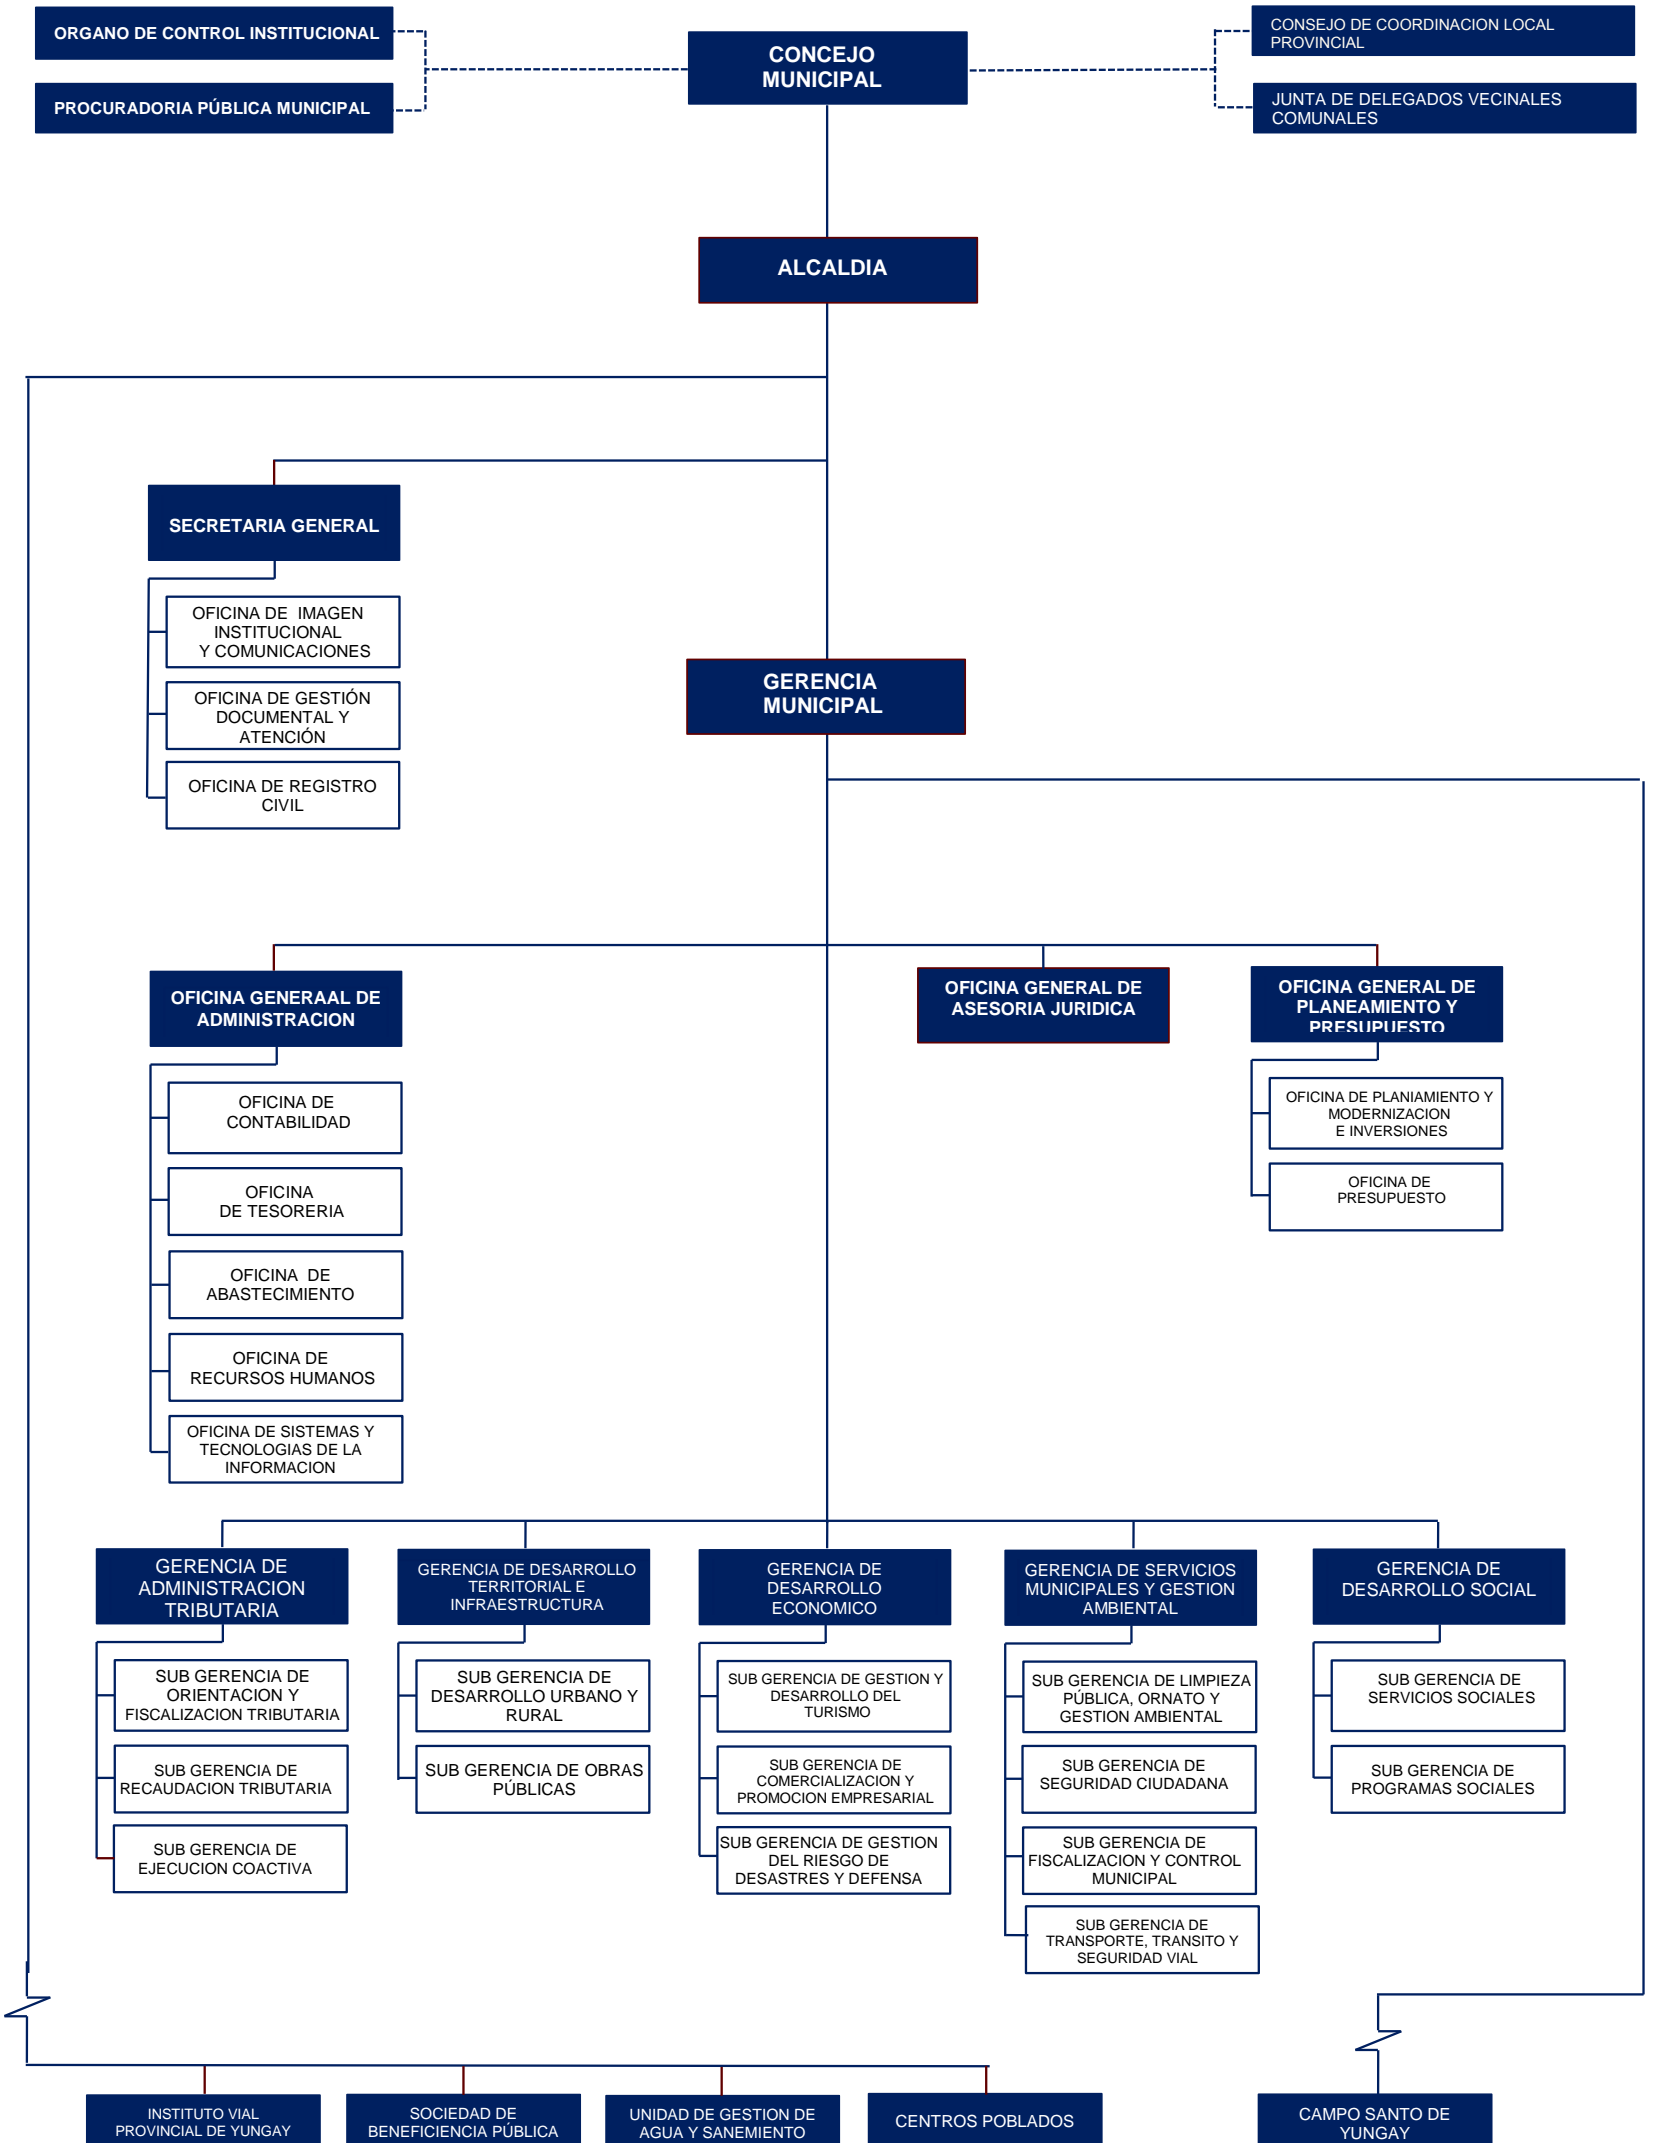 ORGANO DE CONTROL INSTITUCIONAL
PROCURADORIA PÚBLICA MUNICIPAL
CONCEJO
MUNICIPAL
CONSEJO DE COORDINACION LOCAL
PROVINCIAL
JUNTA DE DELEGADOS VECINALES
COMUNALES
ALCALDIA
SECRETARIA GENERAL
OFICINA DE IMAGEN
INSTITUCIONAL
Y COMUNICACIONES
OFICINA DE GESTIÓN
DOCUMENTAL Y
ATENCIÓN
OFICINA DE REGISTRO
CIVIL
GERENCIA
MUNICIPAL
OFICINA GENERAAL DE
ADMINISTRACION
OFICINA DE
CONTABILIDAD
OFICINA
DE TESORERIA
OFICINA DE
ABASTECIMIENTO
OFICINA DE
RECURSOS HUMANOS
OFICINA DE SISTEMAS Y
TECNOLOGIAS DE LA
INFORMACION
OFICINA GENERAL DE
ASESORIA JURIDICA
OFICINA GENERAL DE
PLANEAMIENTO Y
PRESUPUESTO
OFICINA DE PLANIAMIENTO Y
MODERNIZACION
E INVERSIONES
OFICINA DE
PRESUPUESTO
GERENCIA DE
ADMINISTRACION
TRIBUTARIA
SUB GERENCIA DE
ORIENTACION Y
FISCALIZACION TRIBUTARIA
SUB GERENCIA DE
RECAUDACION TRIBUTARIA
SUB GERENCIA DE
EJECUCION COACTIVA
GERENCIA DE DESARROLLO
TERRITORIAL E
INFRAESTRUCTURA
SUB GERENCIA DE
DESARROLLO URBANO Y
RURAL
SUB GERENCIA DE OBRAS
PÚBLICAS
GERENCIA DE
DESARROLLO
ECONOMICO
SUB GERENCIA DE GESTION Y
DESARROLLO DEL
TURISMO
SUB GERENCIA DE
COMERCIALIZACION Y
PROMOCION EMPRESARIAL
SUB GERENCIA DE GESTION
DEL RIESGO DE
DESASTRES Y DEFENSA
GERENCIA DE SERVICIOS
MUNICIPALES Y GESTION
AMBIENTAL
SUB GERENCIA DE LIMPIEZA
PÚBLICA, ORNATO Y
GESTION AMBIENTAL
SUB GERENCIA DE
SEGURIDAD CIUDADANA
SUB GERENCIA DE
FISCALIZACION Y CONTROL
MUNICIPAL
SUB GERENCIA DE
TRANSPORTE, TRANSITO Y
SEGURIDAD VIAL
GERENCIA DE
DESARROLLO SOCIAL
SUB GERENCIA DE
SERVICIOS SOCIALES
SUB GERENCIA DE
PROGRAMAS SOCIALES
INSTITUTO VIAL
PROVINCIAL DE YUNGAY
SOCIEDAD DE
BENEFICIENCIA PÚBLICA
UNIDAD DE GESTION DE
AGUA Y SANEMIENTO
CENTROS POBLADOS
CAMPO SANTO DE
YUNGAY